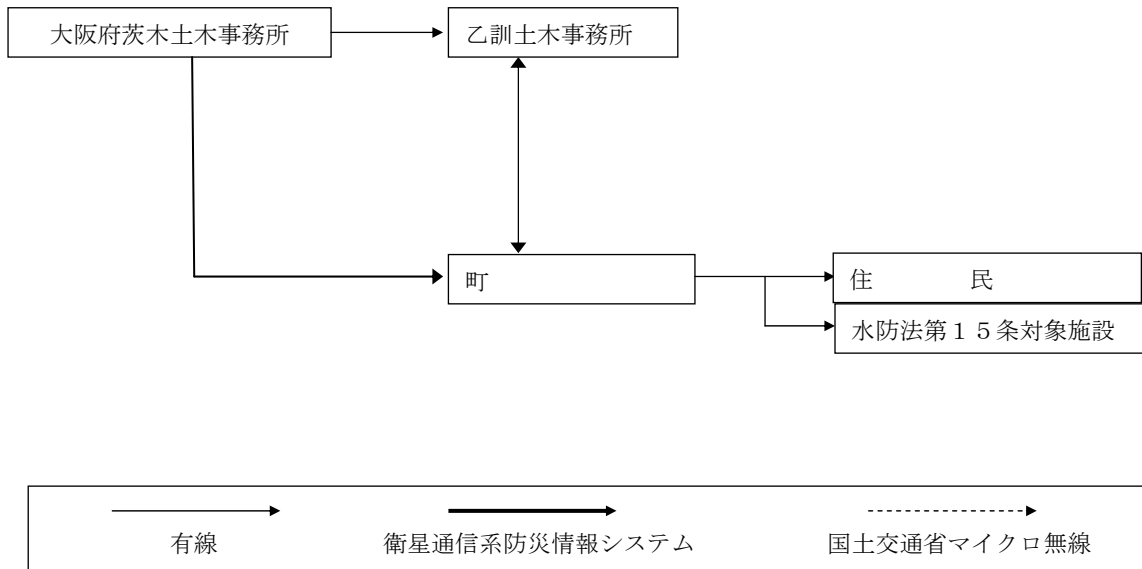 大阪府茨木土木事務所
乙訓土木事務所
町
住　　　　民
水防法第１５条対象施設
有線
衛星通信系防災情報システム
国土交通省マイクロ無線